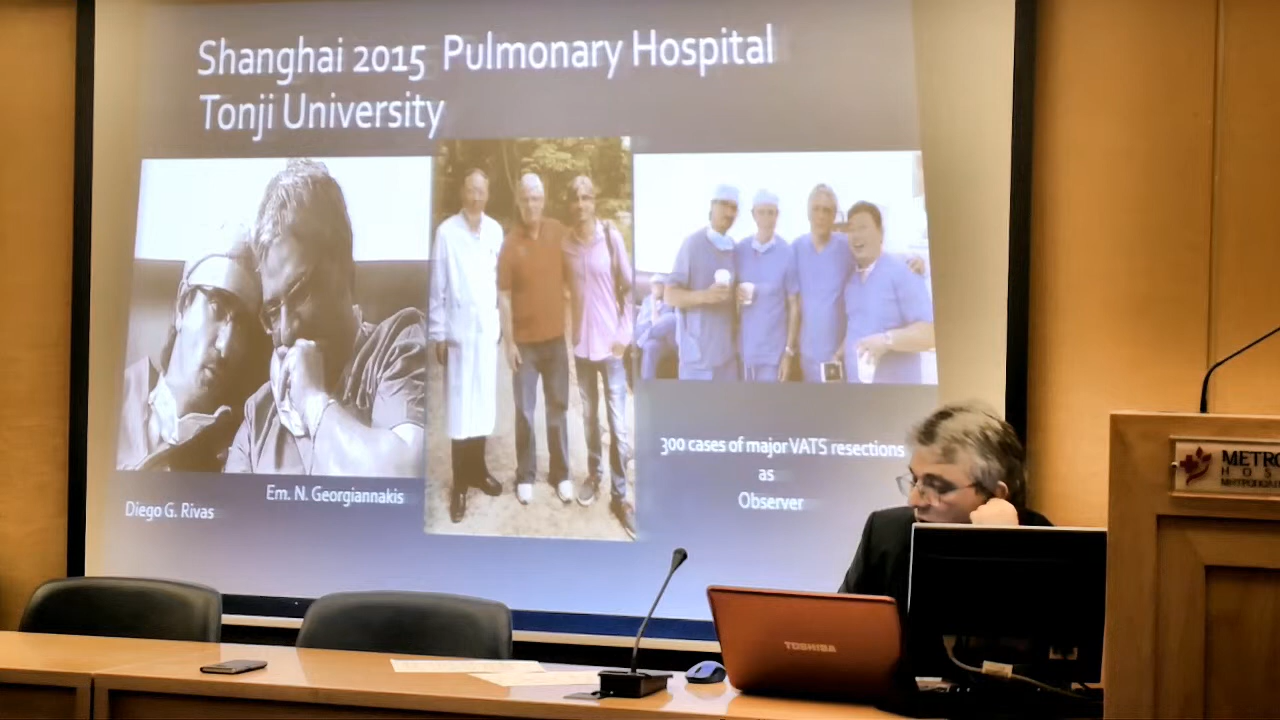 Shanghai 2015 Pulmonary Hospital
Tonji University
300 cases of major VATS resections
as
Observer
Em. N. Georgiannakis
Diego G. Rivas
TOSHIBA
METRO
HOS